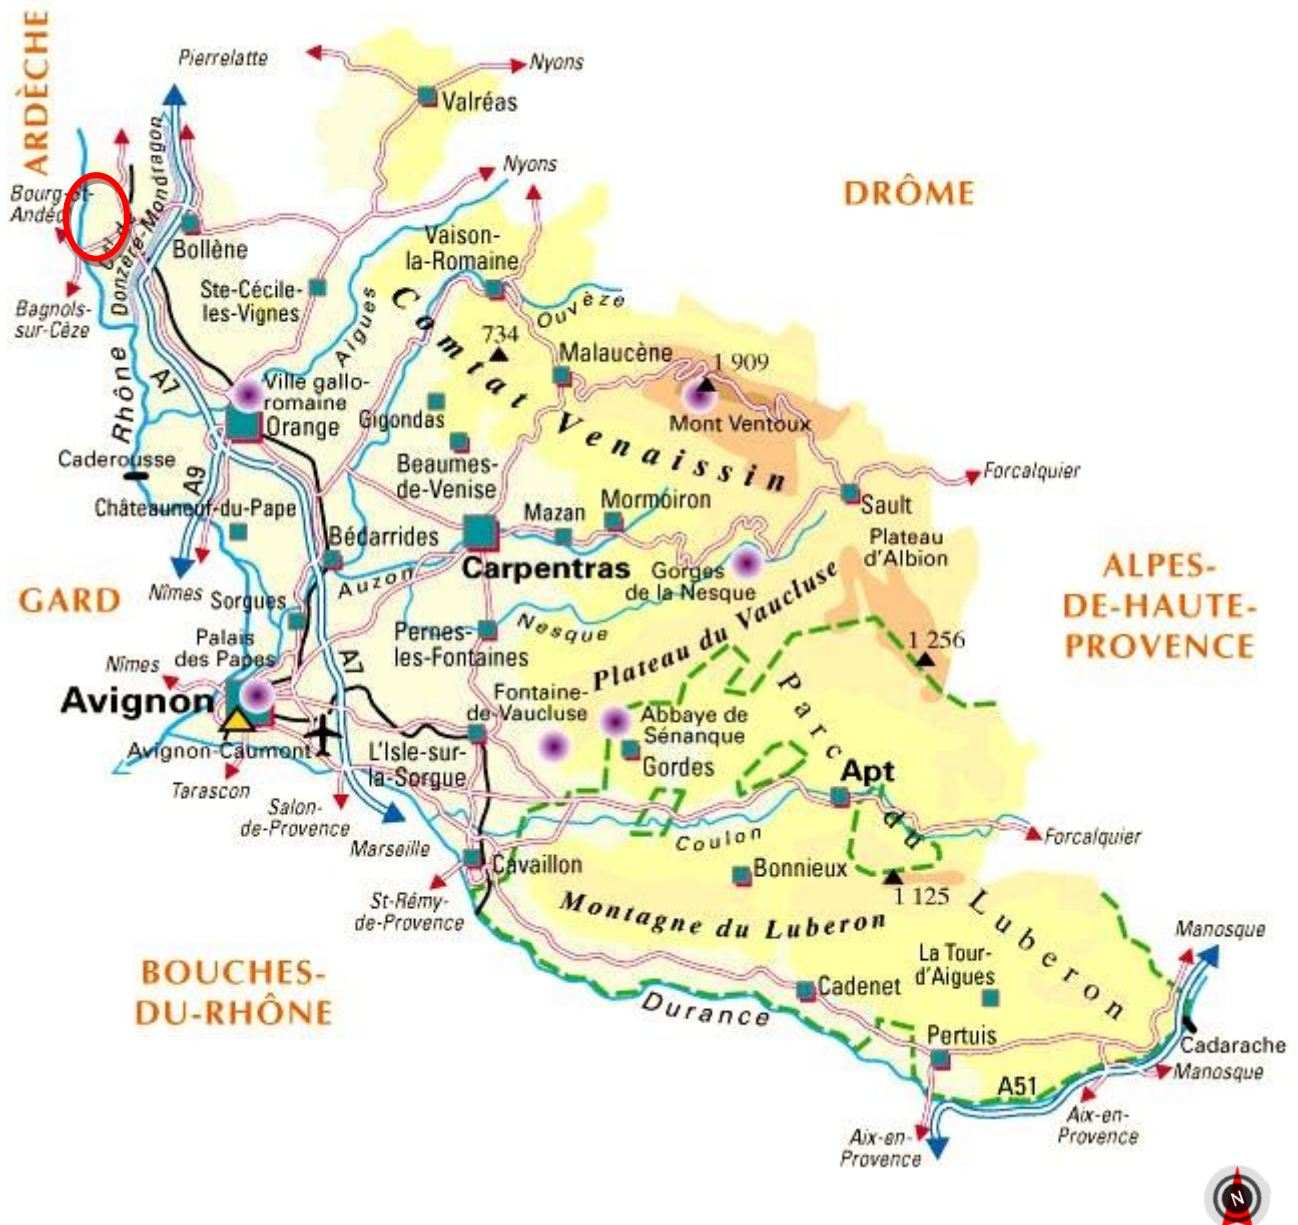 ARDÈCHE
Pierrelatte
Nyons
Valréas
Nyons
DRÔME
Bourg-St-
Bollène
Donzère-Mondragon
Vaison-
la-Romaine
Ste-Cécile-
les-Vignes
Bagnols-
sur-Cèze
Aigues
Ouvèze
Comtat Venaissin
734
Malaucène
1 909
Mont Ventoux
Rhône
A7
Ville gallo-
romaine
Orange
Gigondas
Beaumes-
de-Venise
Caderousse
A9
Châteauneuf-du-Pape
Forcalquier
Sault
Mormoiron
Mazan
Bédarrides
Plateau
d'Albion
Carpentras
Auzon
Gorges
de la Nesque
ALPES-
DE-HAUTE-
PROVENCE
GARD
Nîmes
Sorgues
Nesque
Pernes-
les-Fontaines
Plateau du Vaucluse
1 256
Palais
des Papes
Nîmes
A7
Avignon
Fontaine-
de-Vaucluse
Abbaye de
Sénanque
Gordes
Parc du Luberon
Avignon-Caumont
L'Isle-sur-
la-Sorgue
Apt
Tarascon
Salon-
de-Provence
Marseille
Coulon
Forcalquier
Cavaillon
Bonnieux
1 125
St-Rémy-
de-Provence
Montagne du Luberon
Manosque
La Tour-
d'Aigues
BOUCHES-
DU-RHÔNE
Cadenet
Durance
Pertuis
Cadarache
Manosque
A51
Aix-en-
Provence
Aix-en-
Provence
N